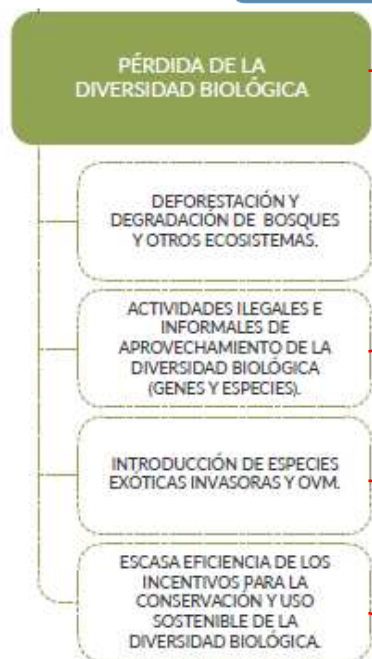 PÉRDIDA DE LA
DIVERSIDAD BIOLÓGICA
DEFORESTACIÓN Y
DEGRADACIÓN DE BOSQUES
Y OTROS ECOSISTEMAS.
ACTIVIDADES ILEGALES E
INFORMALES DE
APROVECHAMIENTO DE LA
DIVERSIDAD BIOLÓGICA
(GENES Y ESPECIES).
INTRODUCCIÓN DE ESPECIES
EXÓTICAS INVASORAS Y OVM.
ESCASA EFICIENCIA DE LOS
INCENTIVOS PARA LA
CONSERVACIÓN Y USO
SOSTENIBLE DE LA
DIVERSIDAD BIOLÓGICA.